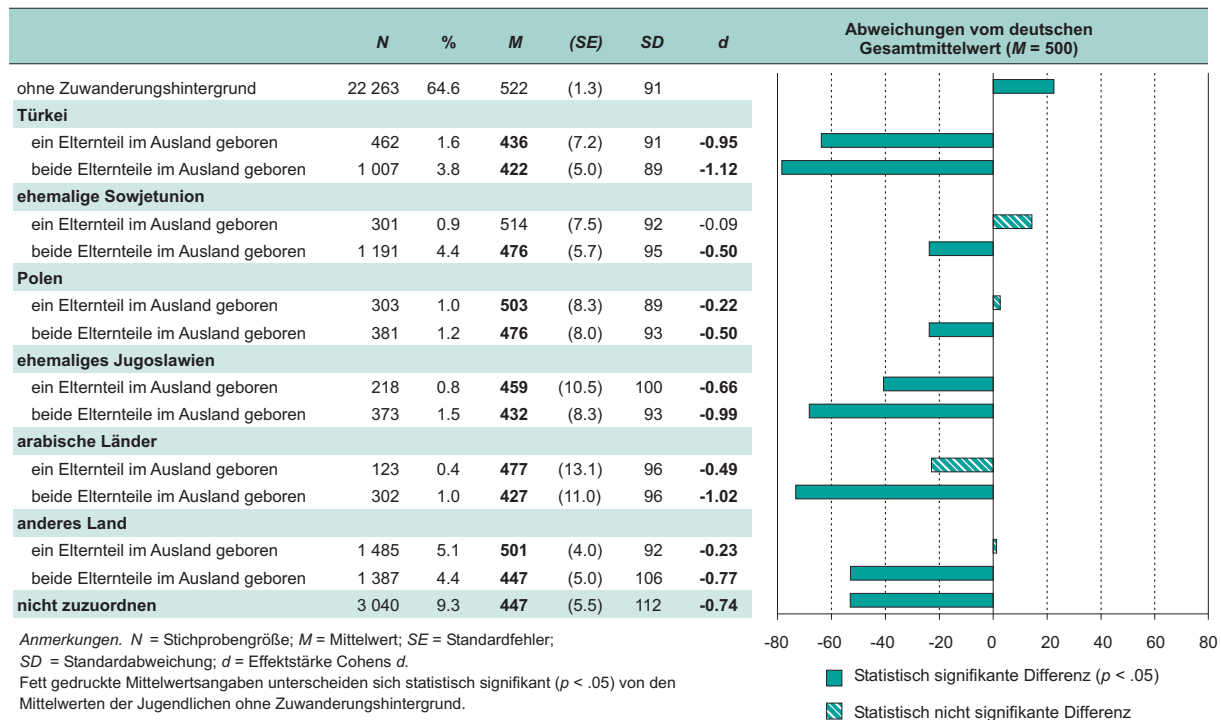 N % M (SE) SD d Abweichungen vom deutschen
Gesamtmittelwert (M = 500)
ohne Zuwanderungshintergrund 22 263 64.6 522 (1.3) 91
Türkei
ein Elternteil im Ausland geboren 462 1.6 436 (7.2) 91 -0.95
beide Elternteile im Ausland geboren 1 007 3.8 422 (5.0) 89 -1.12
ehemalige Sowjetunion
ein Elternteil im Ausland geboren 301 0.9 514 (7.5) 92 -0.09
beide Elternteile im Ausland geboren 1 191 4.4 476 (5.7) 95 -0.50
Polen
ein Elternteil im Ausland geboren 303 1.0 503 (8.3) 89 -0.22
beide Elternteile im Ausland geboren 381 1.2 476 (8.0) 93 -0.50
ehemaliges Jugoslawien
ein Elternteil im Ausland geboren 218 0.8 459 (10.5) 100 -0.66
beide Elternteile im Ausland geboren 373 1.5 432 (8.3) 93 -0.99
arabische Länder
ein Elternteil im Ausland geboren 123 0.4 477 (13.1) 96 -0.49
beide Elternteile im Ausland geboren 302 1.0 427 (11.0) 96 -1.02
anderes Land
ein Elternteil im Ausland geboren 1 485 5.1 501 (4.0) 92 -0.23
beide Elternteile im Ausland geboren 1 387 4.4 447 (5.0) 106 -0.77
nicht zuzuordnen 3 040 9.3 447 (5.5) 112 -0.74
-80 -60 -40 -20 0 20 40 60 80
Anmerkungen. N = Stichprobengröße; M = Mittelwert; SE = Standardfehler;
SD = Standardabweichung; d = Effektstärke Cohens d.
Fett gedruckte Mittelwertsangaben unterscheiden sich statistisch signifikant (p < .05) von den
Mittelwerten der Jugendlichen ohne Zuwanderungshintergrund.
Statistisch signifikante Differenz (p < .05)
Statistisch nicht signifikante Differenz